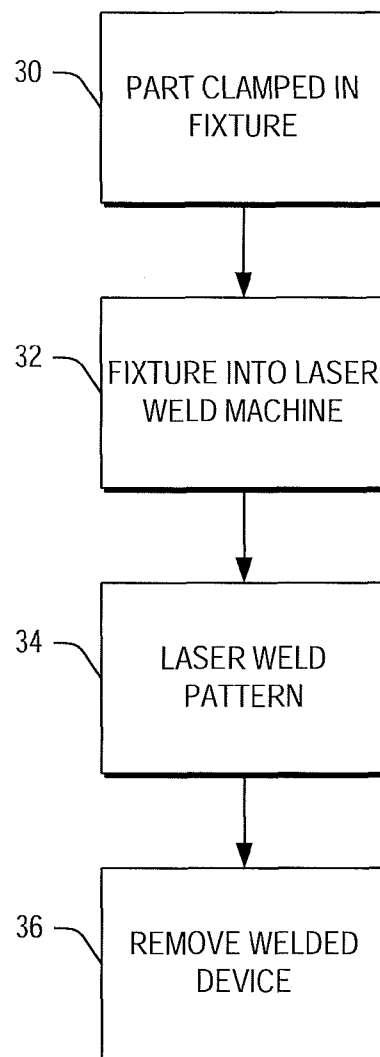 30
PART CLAMPED IN
FIXTURE
32
FIXTURE INTO LASER
WELD MACHINE
34
LASER WELD
PATTERN
36
REMOVE WELDED
DEVICE